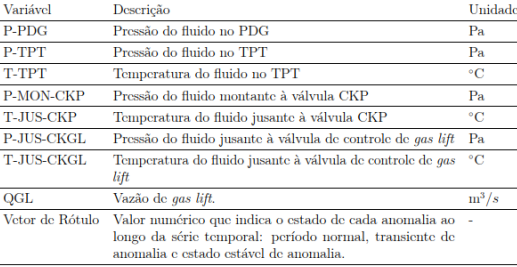 Variável Descrição Unidade
P-PDG Pressão do fluido no PDG Pa
P-TPT Pressão do fluido no TPT Pa
T-TPT Temperatura do fluido no TPT °C
P-MON-CKP Pressão do fluido montante à válvula CKP Pa
T-JUS-CKP Temperatura do fluido jusante à válvula CKP °C
P-JUS-CKGL Pressão do fluido jusante à válvula de controle de gas lift Pa
T-JUS-CKGL Temperatura do fluido jusante à válvula de controle de gas °C
lift
QGL Vazão de gas lift. m³/s
Vetor de Rótulo Valor numérico que indica o estado de cada anomalia ao -
longo da série temporal: período normal, transiente de
anomalia e estado estável de anomalia.